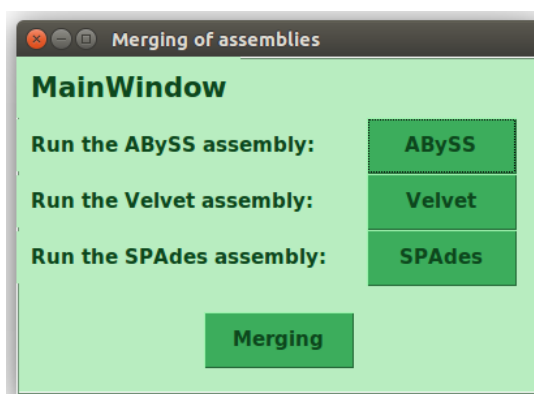 Merging of assemblies
MainWindow
Run the ABySS assembly: ABySS
Run the Velvet assembly: Velvet
Run the SPAdes assembly: SPAdes
Merging